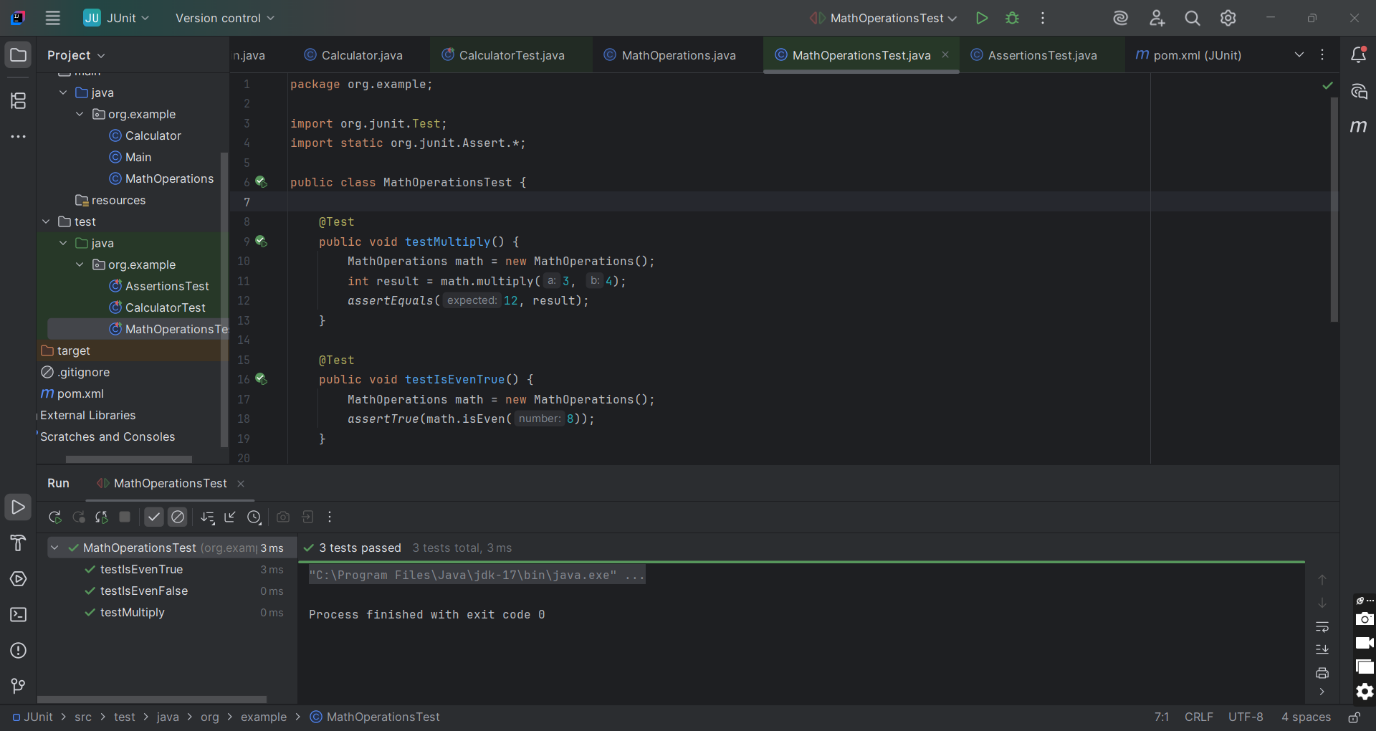 JU JUnit Version control MathOperationsTest
Project
n.java Calculator.java CalculatorTest.java MathOperations.java MathOperationsTest.java AssertionsTest.java m pom.xml (JUnit)
main
java
org.example
Calculator
Main
MathOperations
resources
test
java
org.example
AssertionsTest
CalculatorTest
MathOperationsTe
target
.gitignore
m pom.xml
External Libraries
Scratches and Consoles
1 package org.example;
2
3 import org.junit.Test;
4 import static org.junit.Assert.*;
5
6 public class MathOperationsTest {
7
8 @Test
9 public void testMultiply() {
10 MathOperations math = new MathOperations();
11 int result = math.multiply( a: 3, b: 4);
12 assertEquals( expected: 12, result);
13 }
14
15 @Test
16 public void testIsEvenTrue() {
17 MathOperations math = new MathOperations();
18 assertTrue(math.isEven( number: 8));
19 }
20
m
Run MathOperationsTest
MathOperationsTest (org.examp 3 ms
testIsEvenTrue 3 ms
testIsEvenFalse 0 ms
testMultiply 0 ms
3 tests passed 3 tests total, 3 ms
"C:\Program Files\Java\jdk-17\bin\java.exe" ...
Process finished with exit code 0
JUnit > src > test > java > org > example > MathOperationsTest 7:1 CRLF UTF-8 4 spaces